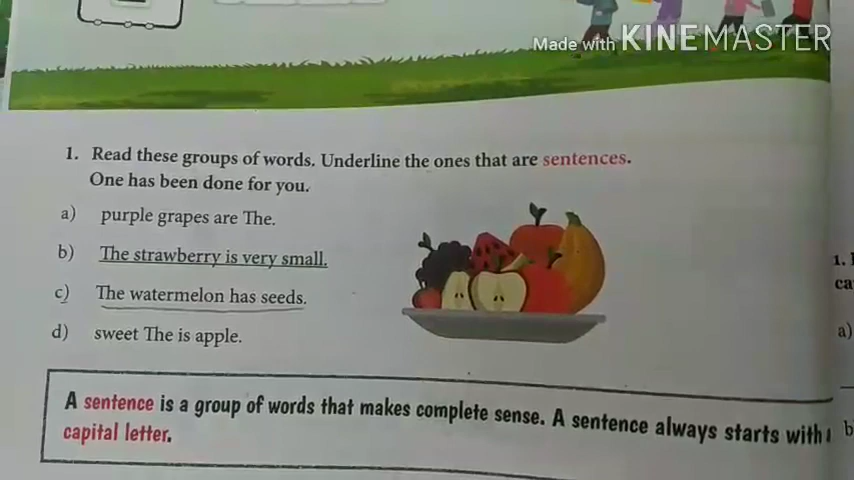 Made with KINEMASTER
1. Read these groups of words. Underline the ones that are sentences.
One has been done for you.
a) purple grapes are The.
b) The strawberry is very small.
c) The watermelon has seeds.
d) sweet The is apple.
1.
ca
a)
b
A sentence is a group of words that makes complete sense. A sentence always starts with
capital letter.